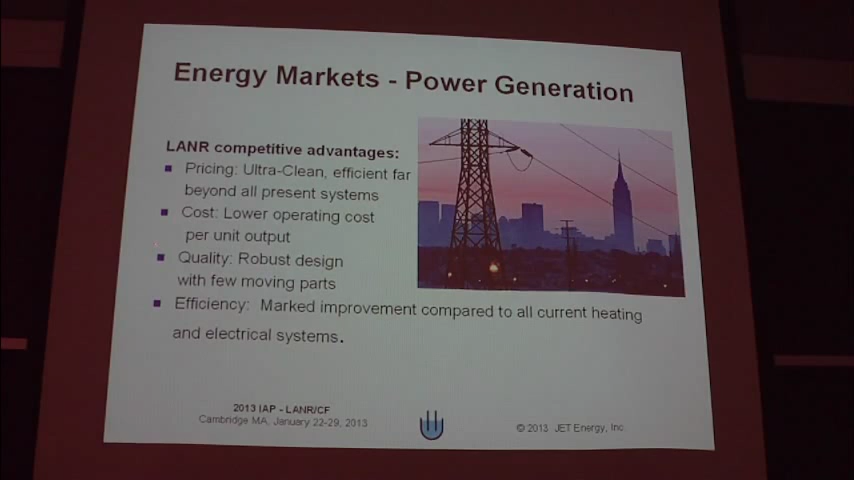 Energy Markets - Power Generation
LANR competitive advantages:
Pricing: Ultra-Clean, efficient far
beyond all present systems
Cost: Lower operating cost
per unit output
Quality: Robust design
with few moving parts
Efficiency: Marked improvement compared to all current heating
and electrical systems.
2013 IAP - LANR/CF
Cambridge MA, January 22-29, 2013
© 2013 JET Energy, Inc.